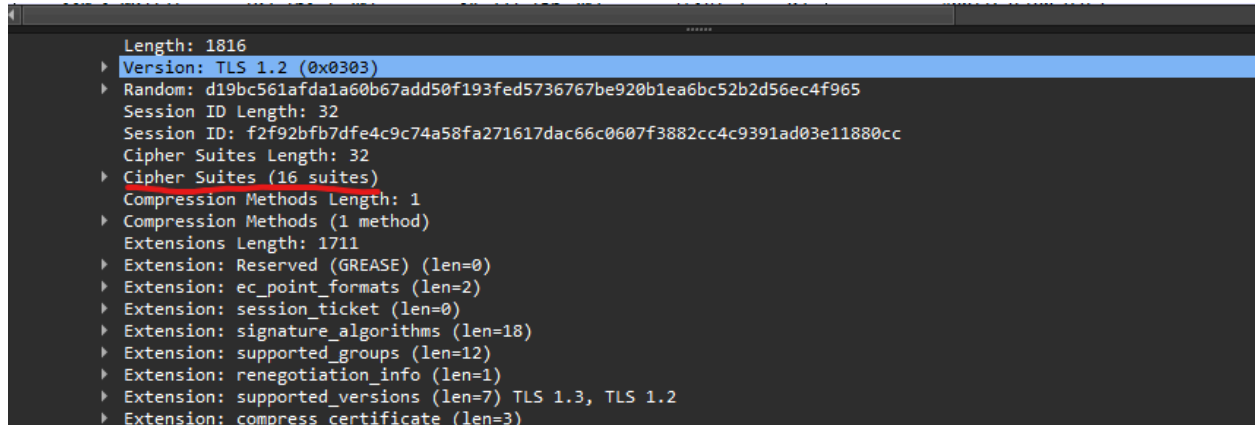 Length: 1816
Version: TLS 1.2 (0x0303)
Random: d19bc561afda1a60b67add50f193fed5736767be920b1ea6bc52b2d56ec4f965
Session ID Length: 32
Session ID: f2f92bfb7dfe4c9c74a58fa271617dac66c0607f3882cc4c9391ad03e11880cc
Cipher Suites Length: 32
Cipher Suites (16 suites)
Compression Methods Length: 1
Compression Methods (1 method)
Extensions Length: 1711
Extension: Reserved (GREASE) (len=0)
Extension: ec_point_formats (len=2)
Extension: session_ticket (len=0)
Extension: signature_algorithms (len=18)
Extension: supported_groups (len=12)
Extension: renegotiation_info (len=1)
Extension: supported_versions (len=7) TLS 1.3, TLS 1.2
Extension: compress_certificate (len=3)